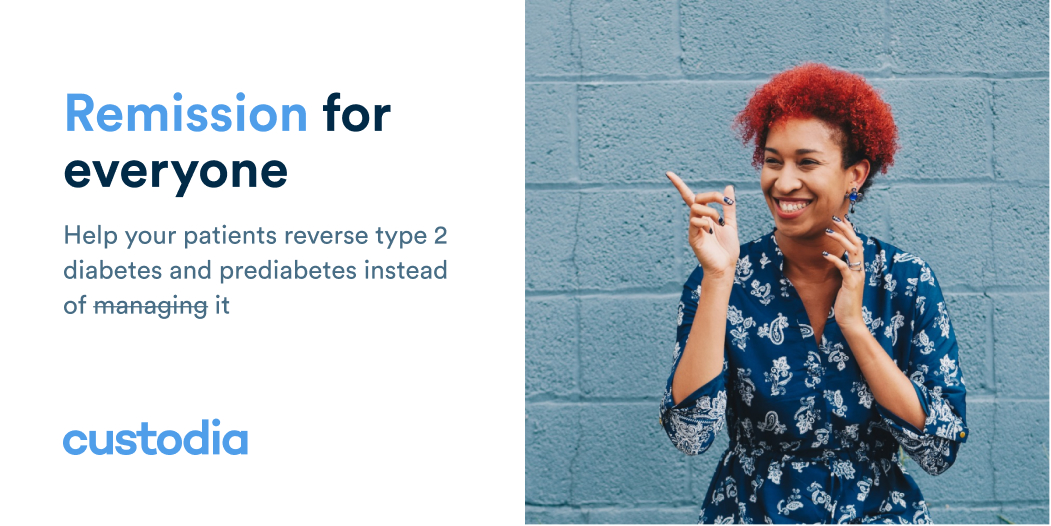 Remission for
everyone
Help your patients reverse type 2
diabetes and prediabetes instead
of managing it
custodia